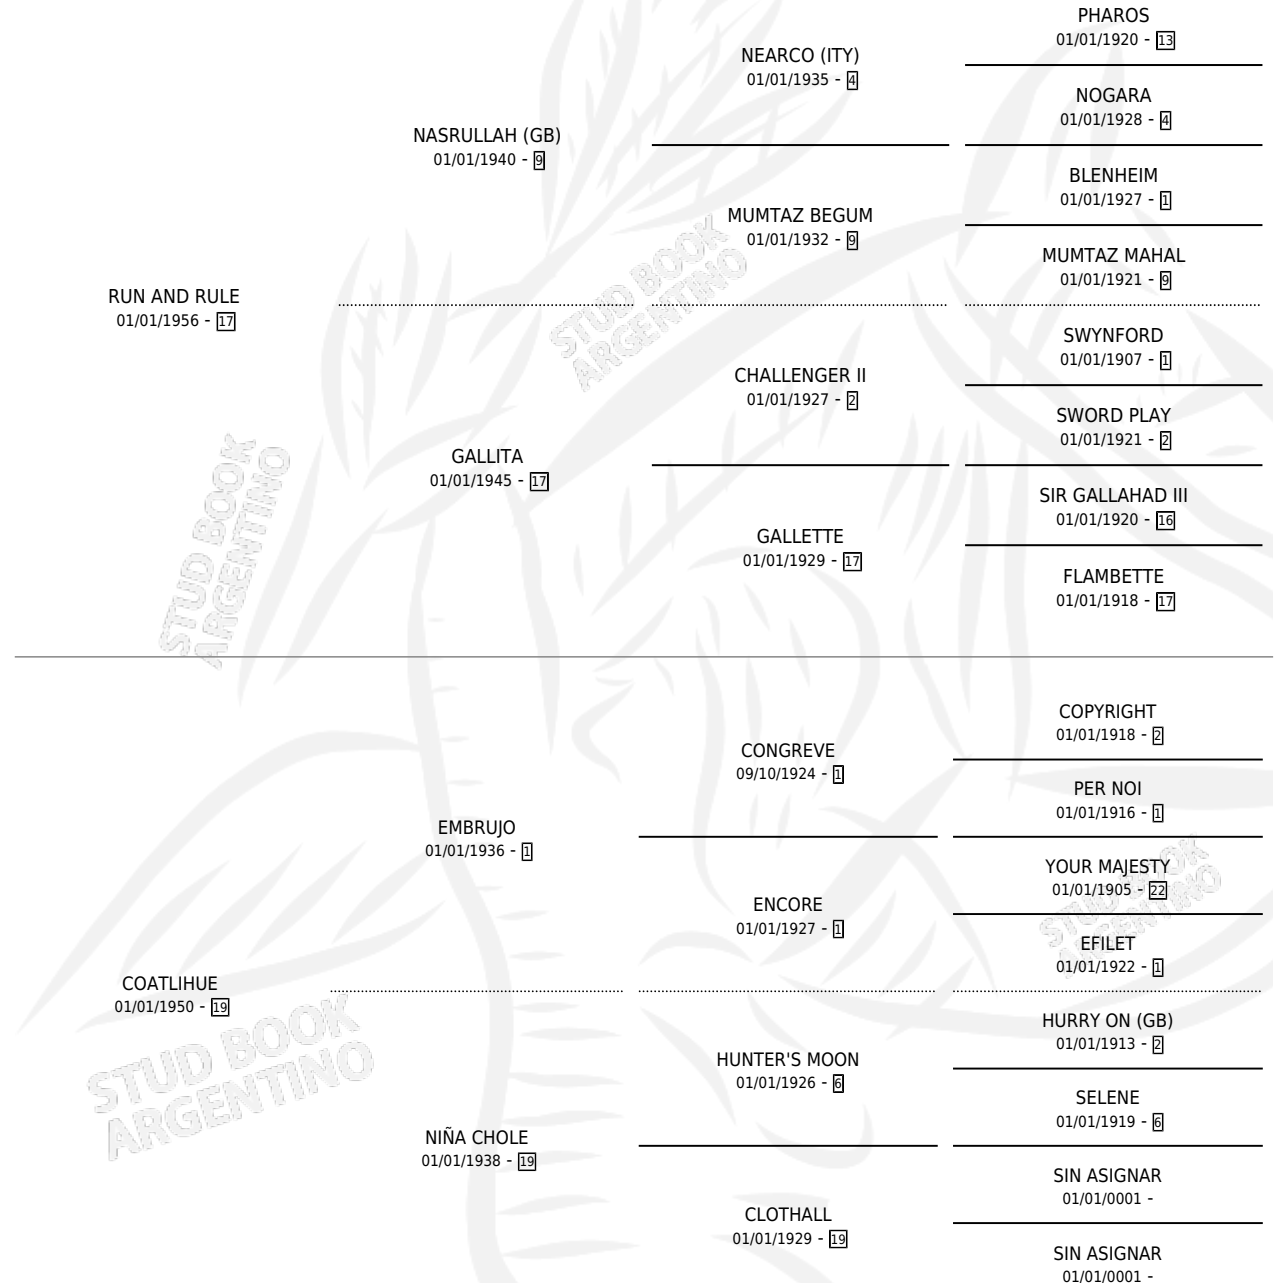 PHAROS
01/01/1920 - 13
NEARCO (ITY)
01/01/1935 - 4
NOGARA
01/01/1928 - 4
NASRULLAH (GB)
01/01/1940 - 9
BLENHEIM
01/01/1927 - 1
MUMTAZ BEGUM
01/01/1932 - 9
MUMTAZ MAHAL
01/01/1921 - 9
RUN AND RULE
01/01/1956 - 17
SWYNFORD
01/01/1907 - 1
CHALLENGER II
01/01/1927 - 2
SWORD PLAY
01/01/1921 - 2
GALLITA
01/01/1945 - 17
SIR GALLAHAD III
01/01/1920 - 16
GALLETTE
01/01/1929 - 17
FLAMBETTE
01/01/1918 - 17
COPYRIGHT
01/01/1918 - 2
CONGREVE
09/10/1924 - 1
PER NOI
01/01/1916 - 1
EMBRUJO
01/01/1936 - 1
YOUR MAJESTY
01/01/1905 - 22
ENCORE
01/01/1927 - 1
EFILET
01/01/1922 - 1
COATLIHUE
01/01/1950 - 19
HURRY ON (GB)
01/01/1913 - 2
HUNTER'S MOON
01/01/1926 - 6
SELENE
01/01/1919 - 6
NIÑA CHOLE
01/01/1938 - 19
SIN ASIGNAR
01/01/0001 -
CLOTHALL
01/01/1929 - 19
SIN ASIGNAR
01/01/0001 -
STUD BOOK
ARGENTINO
STUD BOOK
ARGENTINO
STUD BOOK
ARGENTINO
STUD BOOK
ARGENTINO